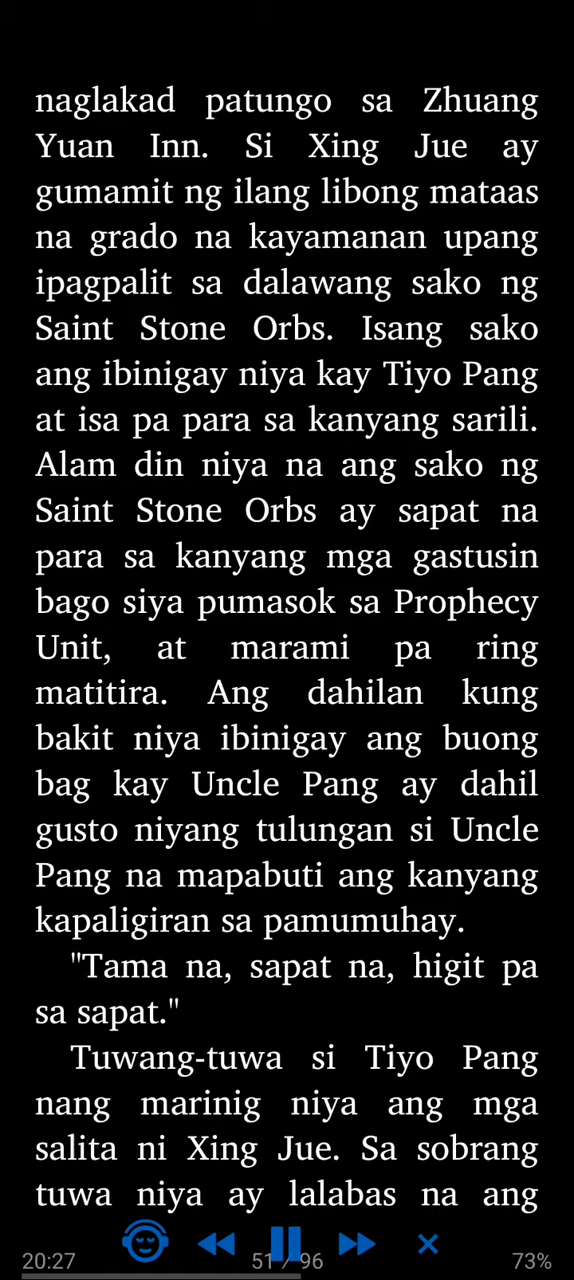 naglakad patungo sa Zhuang
Yuan Inn. Si Xing Jue ay
gumamit ng ilang libong mataas
na grado na kayamanan upang
ipagpalit sa dalawang sako ng
Saint Stone Orbs. Isang sako
ang ibinigay niya kay Tiyo Pang
at isa pa para sa kanyang sarili.
Alam din niya na ang sako ng
Saint Stone Orbs ay sapat na
para sa kanyang mga gastusin
bago siya pumasok sa Prophecy
Unit, at marami pa ring
matitira. Ang dahilan kung
bakit niya ibinigay ang buong
bag kay Uncle Pang ay dahil
gusto niyang tulungan si Uncle
Pang na mapabuti ang kanyang
kapaligiran sa pamumuhay.
"Tama na, sapat na, higit pa
sa sapat."
Tuwang-tuwa si Tiyo Pang
nang marinig niya ang mga
salita ni Xing Jue. Sa sobrang
tuwa niya ay lalabas na ang
20:27 51 / 96 73%